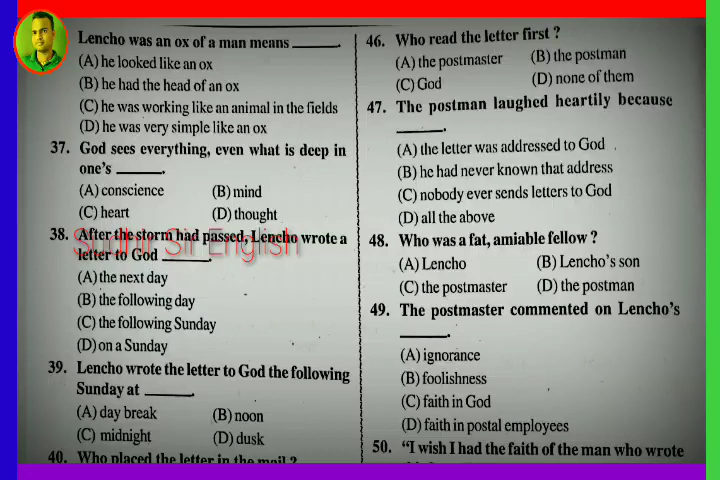 Lencho was an ox of a man means ______.
(A) he looked like an ox
(B) he had the head of an ox
(C) he was working like an animal in the fields
(D) he was very simple like an ox
37. God sees everything, even what is deep in
one's ______.
(A) conscience (B) mind
(C) heart (D) thought
38. After the storm had passed, Lencho wrote a
letter to God ______.
Sudhir Sir English
(A) the next day
(B) the following day
(C) the following Sunday
(D) on a Sunday
39. Lencho wrote the letter to God the following
Sunday at ______.
(A) day break (B) noon
(C) midnight (D) dusk
40. Who placed the letter in the mail ?
46. Who read the letter first ?
(A) the postmaster (B) the postman
(C) God (D) none of them
47. The postman laughed heartily because
______.
(A) the letter was addressed to God
(B) he had never known that address
(C) nobody ever sends letters to God
(D) all the above
48. Who was a fat, amiable fellow ?
(A) Lencho (B) Lencho's son
(C) the postmaster (D) the postman
49. The postmaster commented on Lencho's
______.
(A) ignorance
(B) foolishness
(C) faith in God
(D) faith in postal employees
50. "I wish I had the faith of the man who wrote